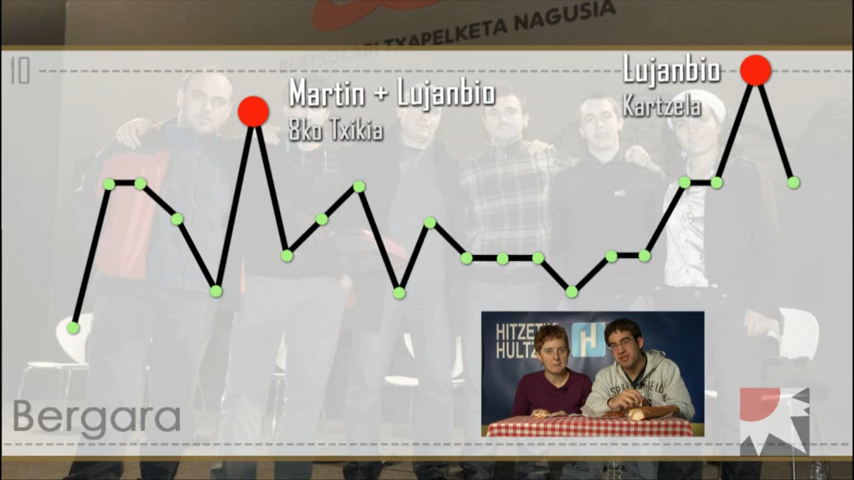 TXAPELKETA NAGUSIA
10
Martin + Lujanbio
8ko Txikia
Lujanbio
Kartzela
HITZETIK
HULTZ
H
Bergara